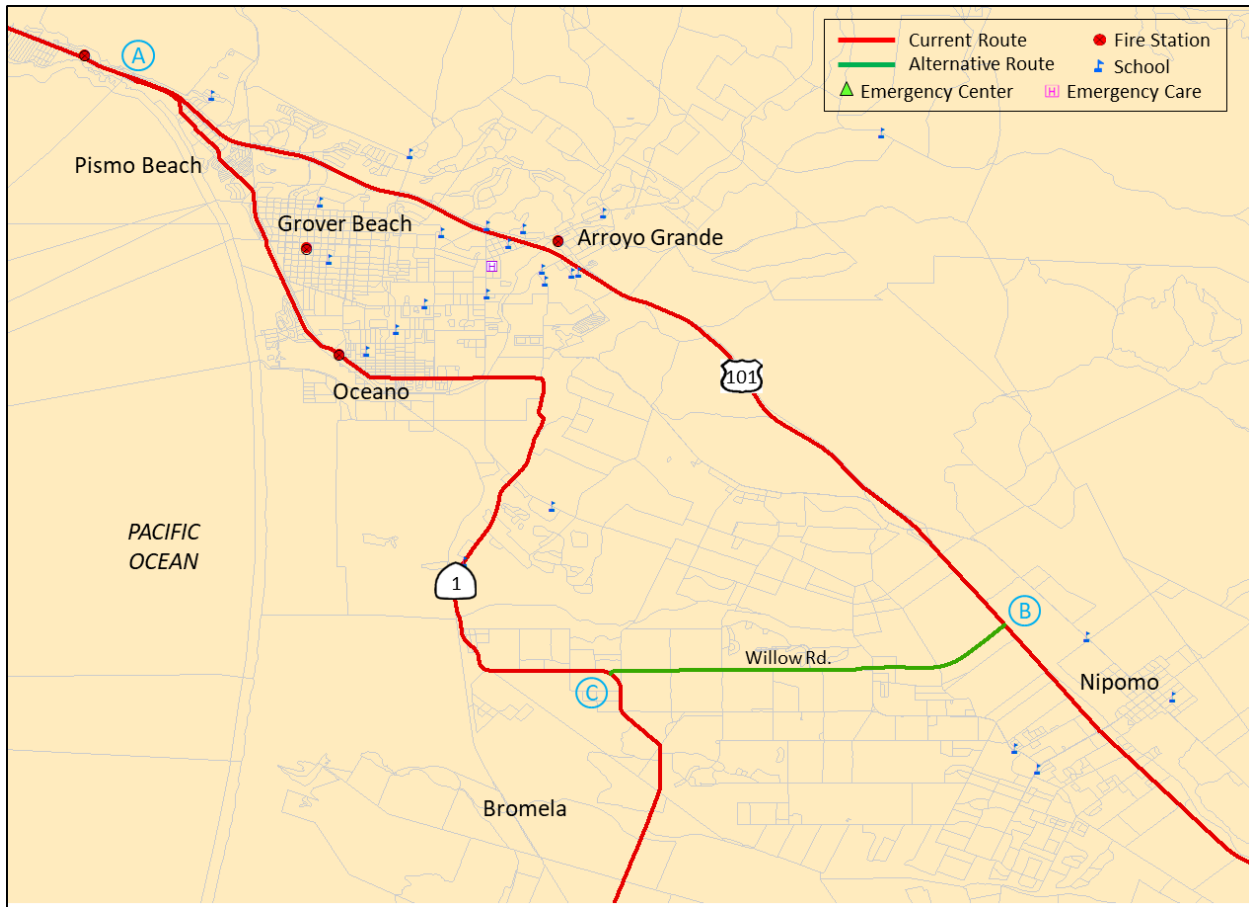 Current Route
Fire Station
Alternative Route
School
Emergency Center
H
Emergency Care
A
Pismo Beach
Grover Beach
Arroyo Grande
H
101
Oceano
PACIFIC
OCEAN
1
B
Willow Rd.
Nipomo
C
Bromela